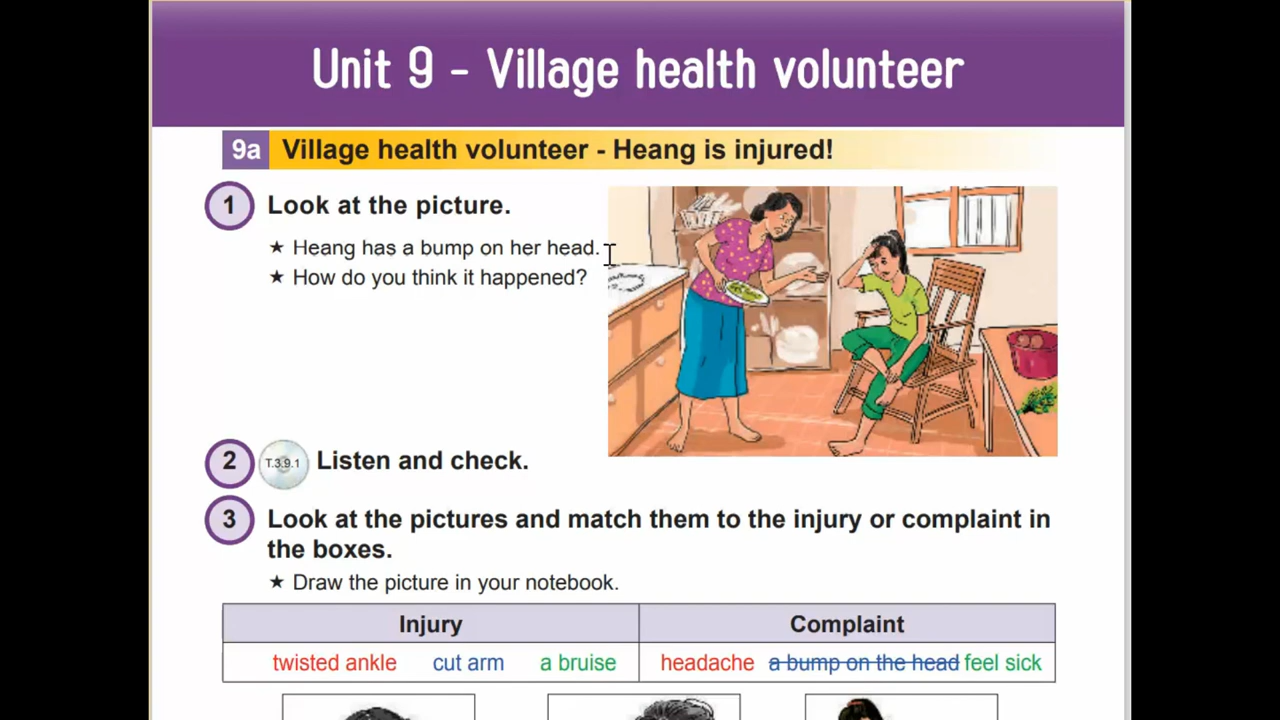 Unit 9 - Village health volunteer
9a Village health volunteer - Heang is injured!
1 Look at the picture.
★ Heang has a bump on her head.
★ How do you think it happened?
2 T.3.9.1 Listen and check.
3 Look at the pictures and match them to the injury or complaint in
the boxes.
★ Draw the picture in your notebook.
Injury Complaint
twisted ankle cut arm a bruise headache a bump on the head feel sick